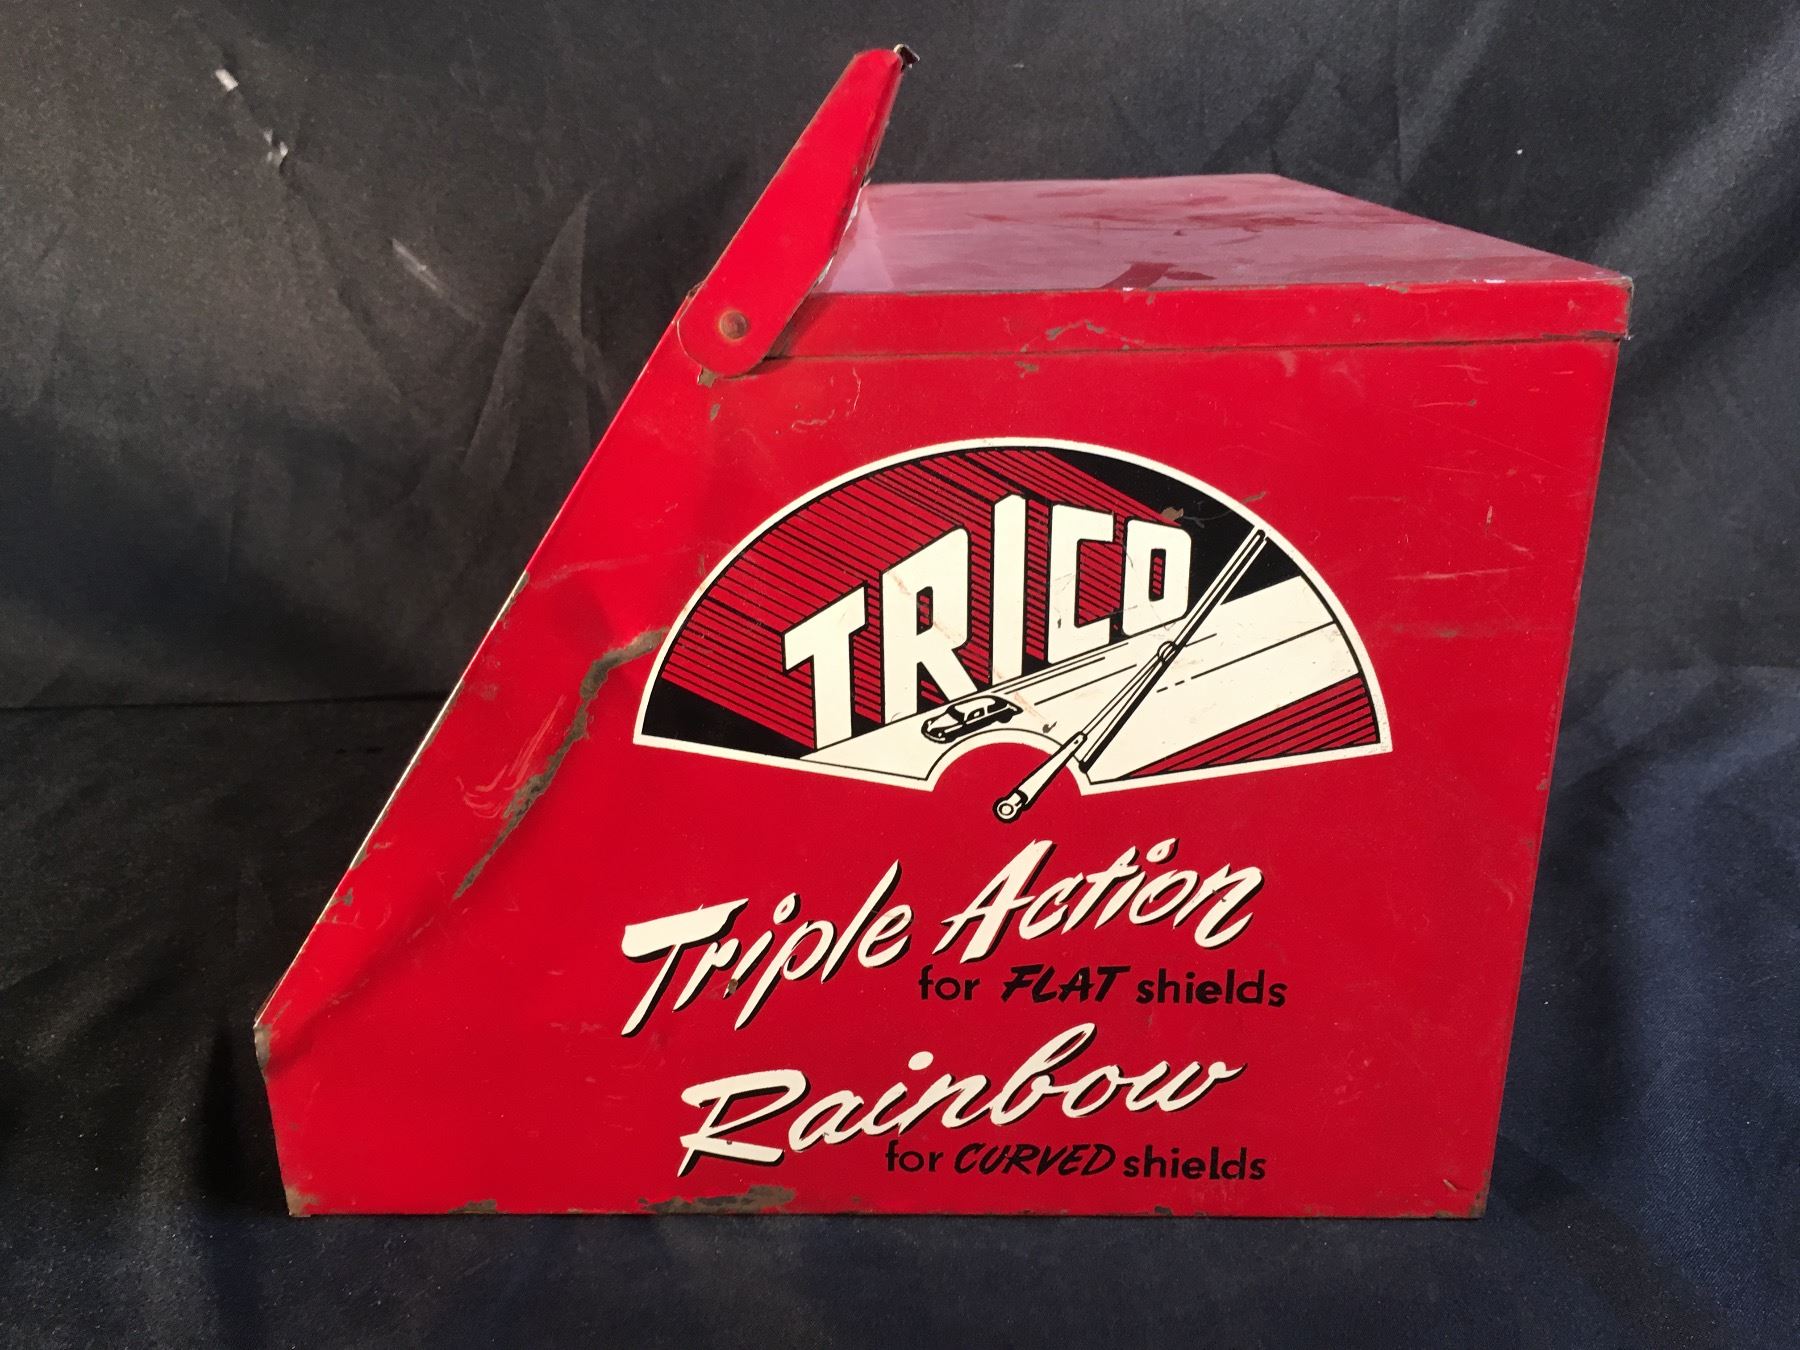 TRICO
Triple Action
for FLAT shields
Rainbow
for CURVED shields